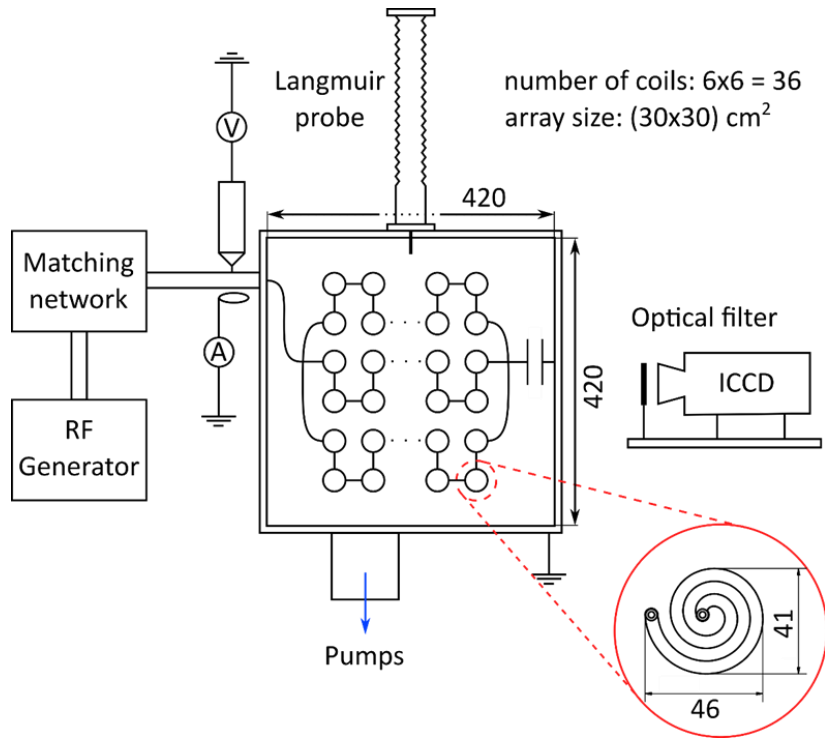 Langmuir
probe
number of coils: 6x6 = 36
array size: (30x30) cm²
V
420
Matching
network
A
RF
Generator
420
Optical filter
ICCD
Pumps
41
46